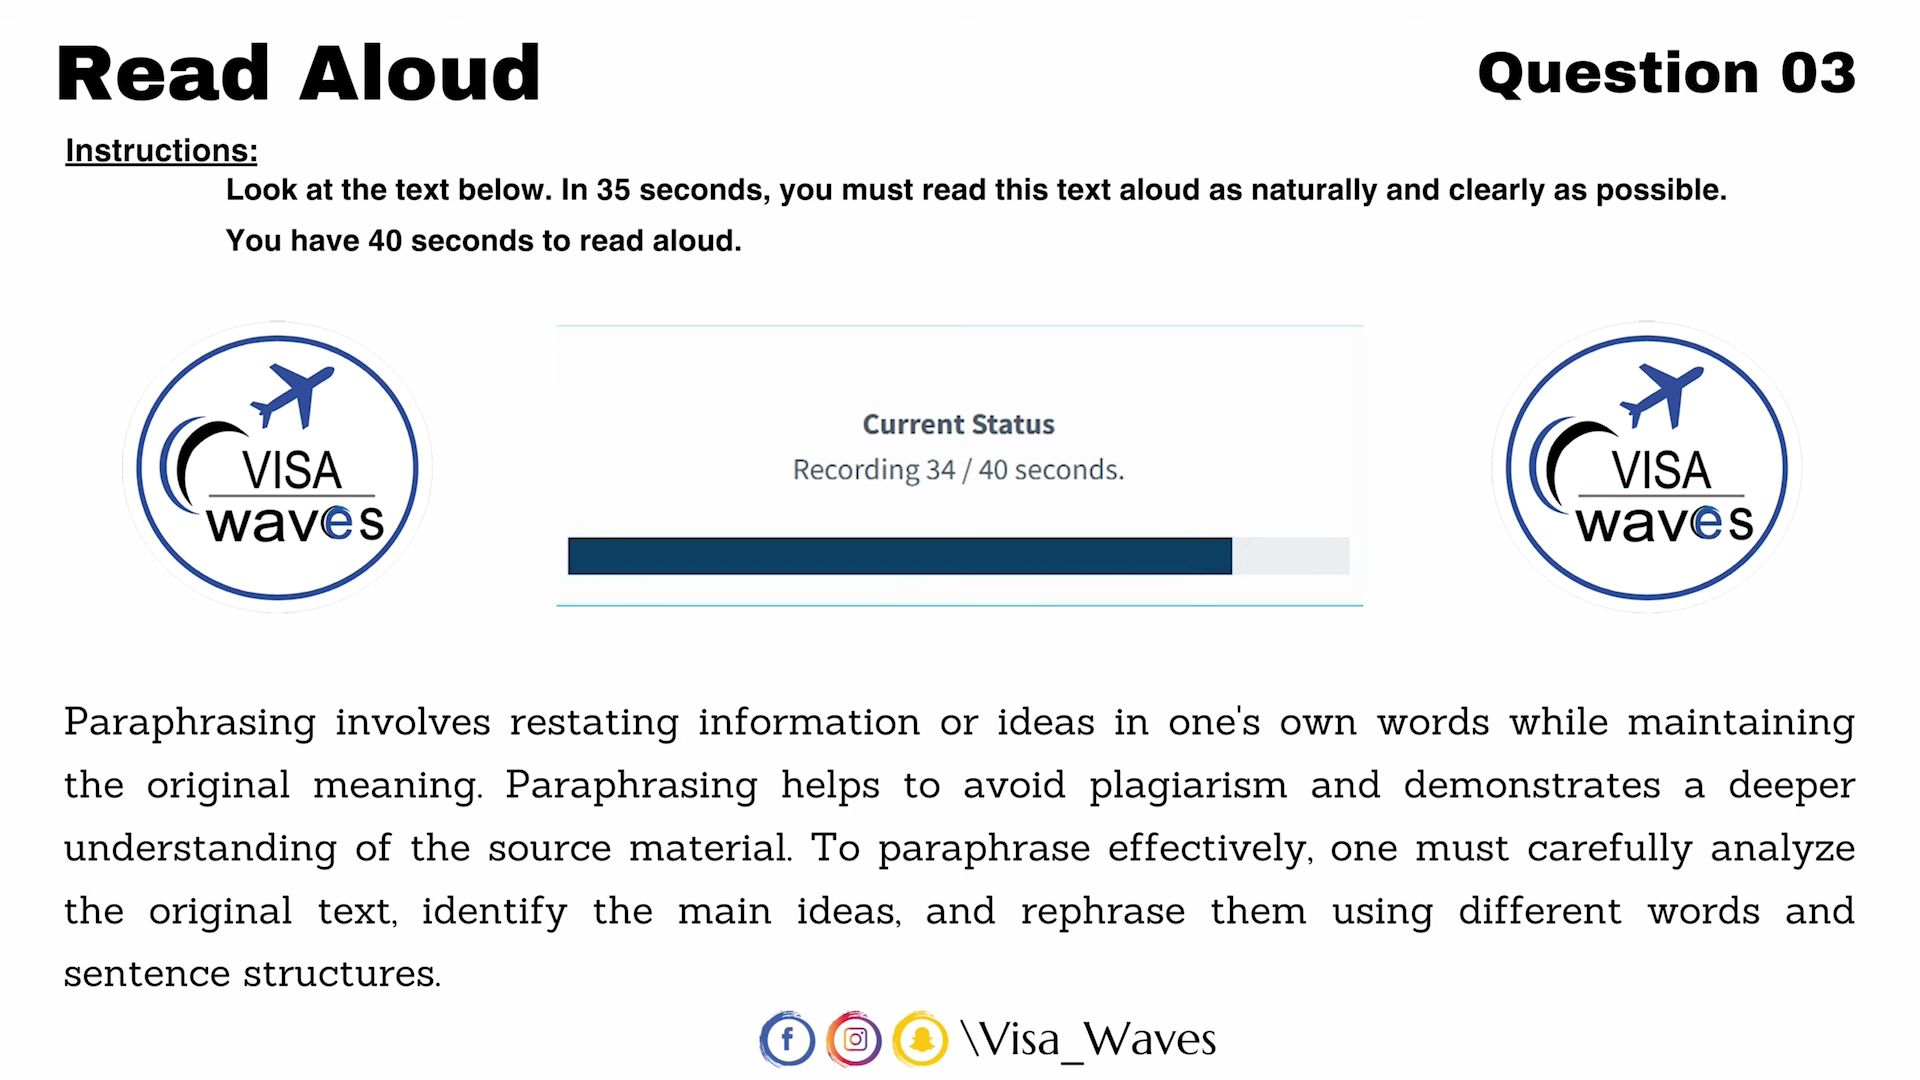 Read Aloud
Question 03
Instructions:
Look at the text below. In 35 seconds, you must read this text aloud as naturally and clearly as possible.
You have 40 seconds to read aloud.
VISA
waves
Current Status
Recording 34 / 40 seconds.
VISA
waves
Paraphrasing involves restating information or ideas in one's own words while maintaining
the original meaning. Paraphrasing helps to avoid plagiarism and demonstrates a deeper
understanding of the source material. To paraphrase effectively, one must carefully analyze
the original text, identify the main ideas, and rephrase them using different words and
sentence structures.
\Visa_Waves